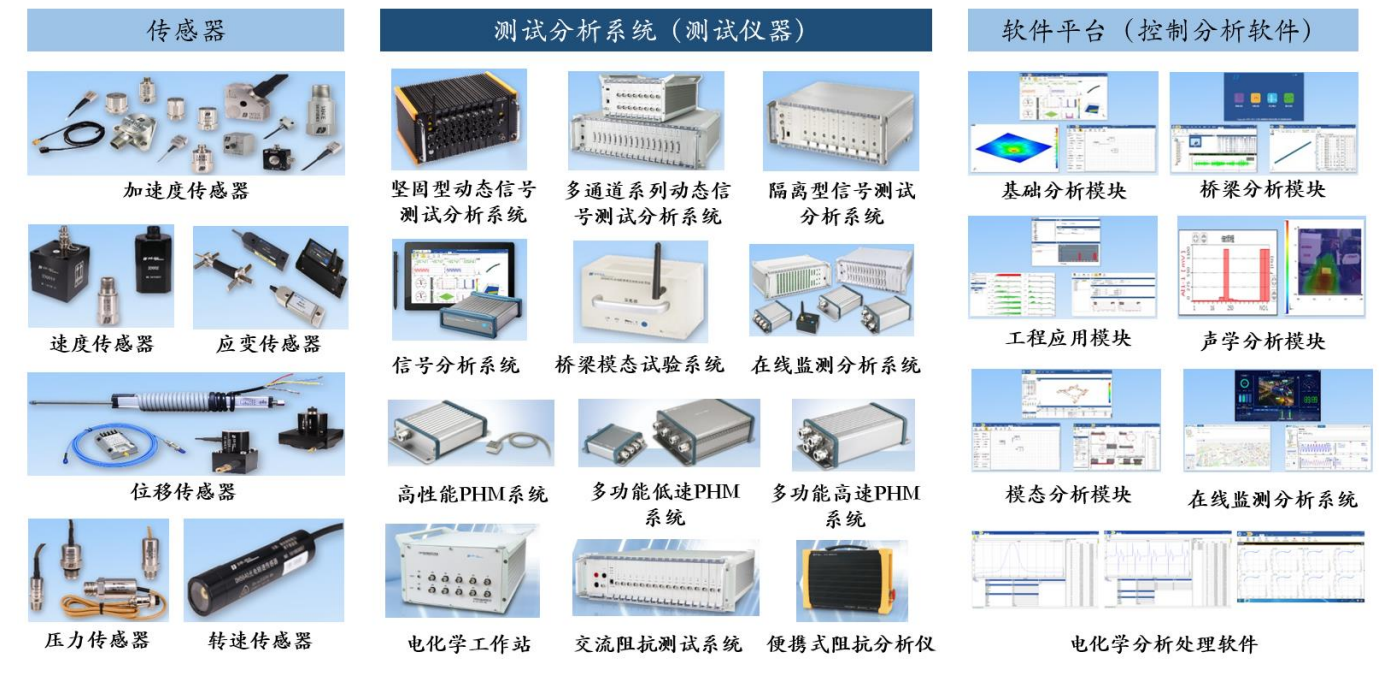 传感器
测试分析系统（测试仪器）
软件平台（控制分析软件）
加速度传感器
速度传感器
应变传感器
位移传感器
压力传感器
转速传感器
坚固型动态信号
测试分析系统
多通道系列动态信
号测试分析系统
隔离型信号测试
分析系统
信号分析系统
桥梁模态试验系统
在线监测分析系统
高性能PHM系统
多功能低速PHM
系统
多功能高速PHM
系统
电化学工作站
交流阻抗测试系统
便携式阻抗分析仪
基础分析模块
桥梁分析模块
工程应用模块
声学分析模块
模态分析模块
在线监测分析系统
电化学分析处理软件